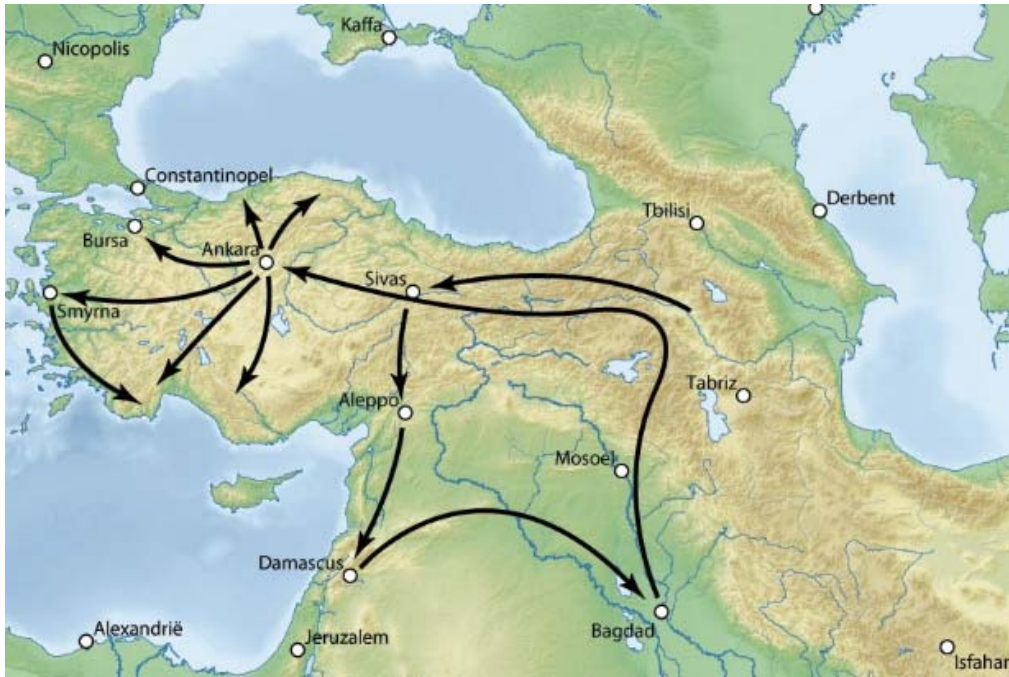 Kaffa
Nicopolis
Constantinopel
Derbent
Tbilisi
Bursa
Ankara
Sivas
Smyrna
Tabriz
Aleppo
Mosoel
Damascus
Alexandrië
Jeruzalem
Bagdad
Isfahan